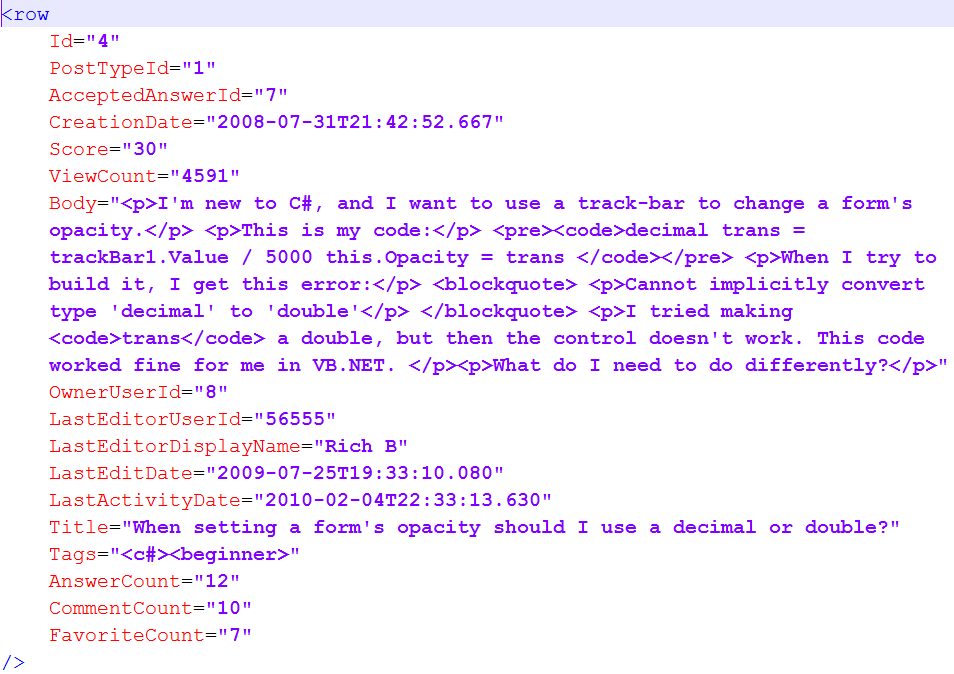 <row
Id="4"
PostTypeId="1"
AcceptedAnswerId="7"
CreationDate="2008-07-31T21:42:52.667"
Score="30"
ViewCount="4591"
Body="<p>I'm new to C#, and I want to use a track-bar to change a form's
opacity.</p> <p>This is my code:</p> <pre><code>decimal trans =
trackBar1.Value / 5000 this.Opacity = trans </code></pre> <p>When I try to
build it, I get this error:</p> <blockquote> <p>Cannot implicitly convert
type 'decimal' to 'double'</p> </blockquote> <p>I tried making
<code>trans</code> a double, but then the control doesn't work. This code
worked fine for me in VB.NET. </p><p>What do I need to do differently?</p>"
OwnerUserId="8"
LastEditorUserId="56555"
LastEditorDisplayName="Rich B"
LastEditDate="2009-07-25T19:33:10.080"
LastActivityDate="2010-02-04T22:33:13.630"
Title="When setting a form's opacity should I use a decimal or double?"
Tags="<c#><beginner>"
AnswerCount="12"
CommentCount="10"
FavoriteCount="7"
/>